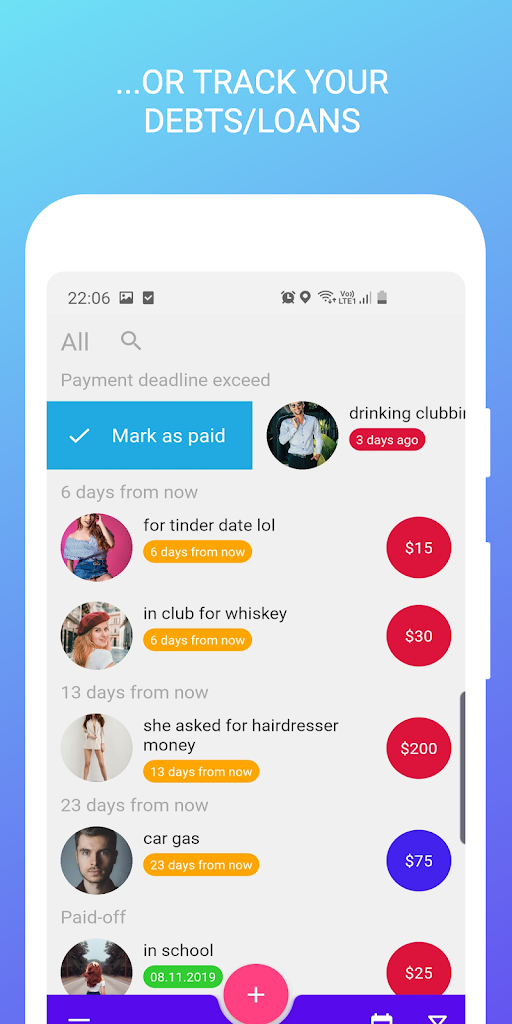 ...OR TRACK YOUR
DEBTS/LOANS
22:06
Vo)) LTE1
All
Payment deadline exceed
Mark as paid
drinking clubbin
3 days ago
6 days from now
for tinder date lol
6 days from now
$15
in club for whiskey
6 days from now
$30
13 days from now
she asked for hairdresser
money
13 days from now
$200
23 days from now
car gas
23 days from now
$75
Paid-off
in school
08.11.2019
$25
+